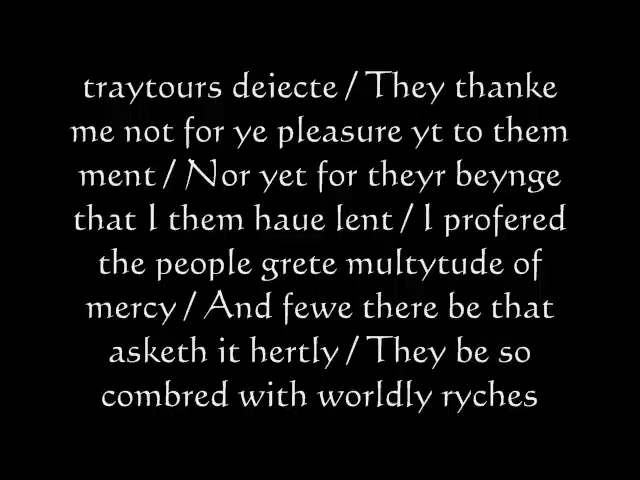 traytours deiecte / They thanke
me not for ye pleasure yt to them
ment / Nor yet for theyr beynge
that I them haue lent / I profered
the people grete multytude of
mercy / And fewe there be that
asketh it hertly / They be so
combred with worldly ryches